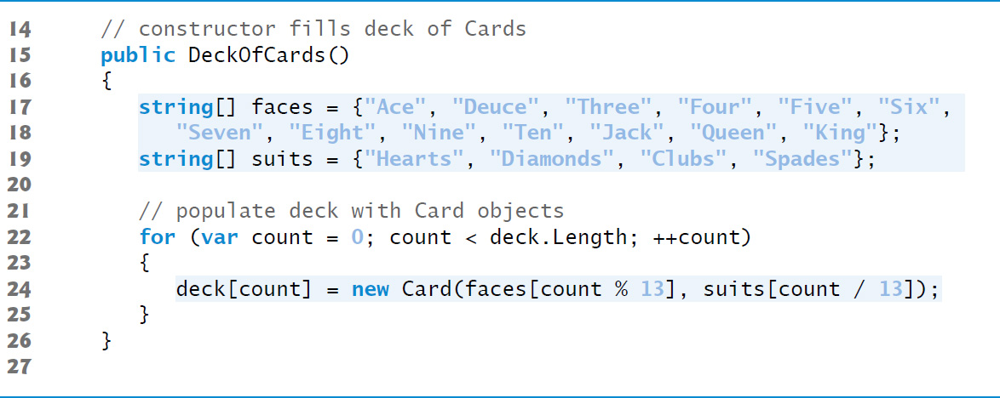 14 // constructor fills deck of Cards
15 public DeckOfCards()
16 {
17 string[] faces = {"Ace", "Deuce", "Three", "Four", "Five", "Six",
18 "Seven", "Eight", "Nine", "Ten", "Jack", "Queen", "King"};
19 string[] suits = {"Hearts", "Diamonds", "Clubs", "Spades"};
20
21 // populate deck with Card objects
22 for (var count = 0; count < deck.Length; ++count)
23 {
24 deck[count] = new Card(faces[count % 13], suits[count / 13]);
25 }
26 }
27